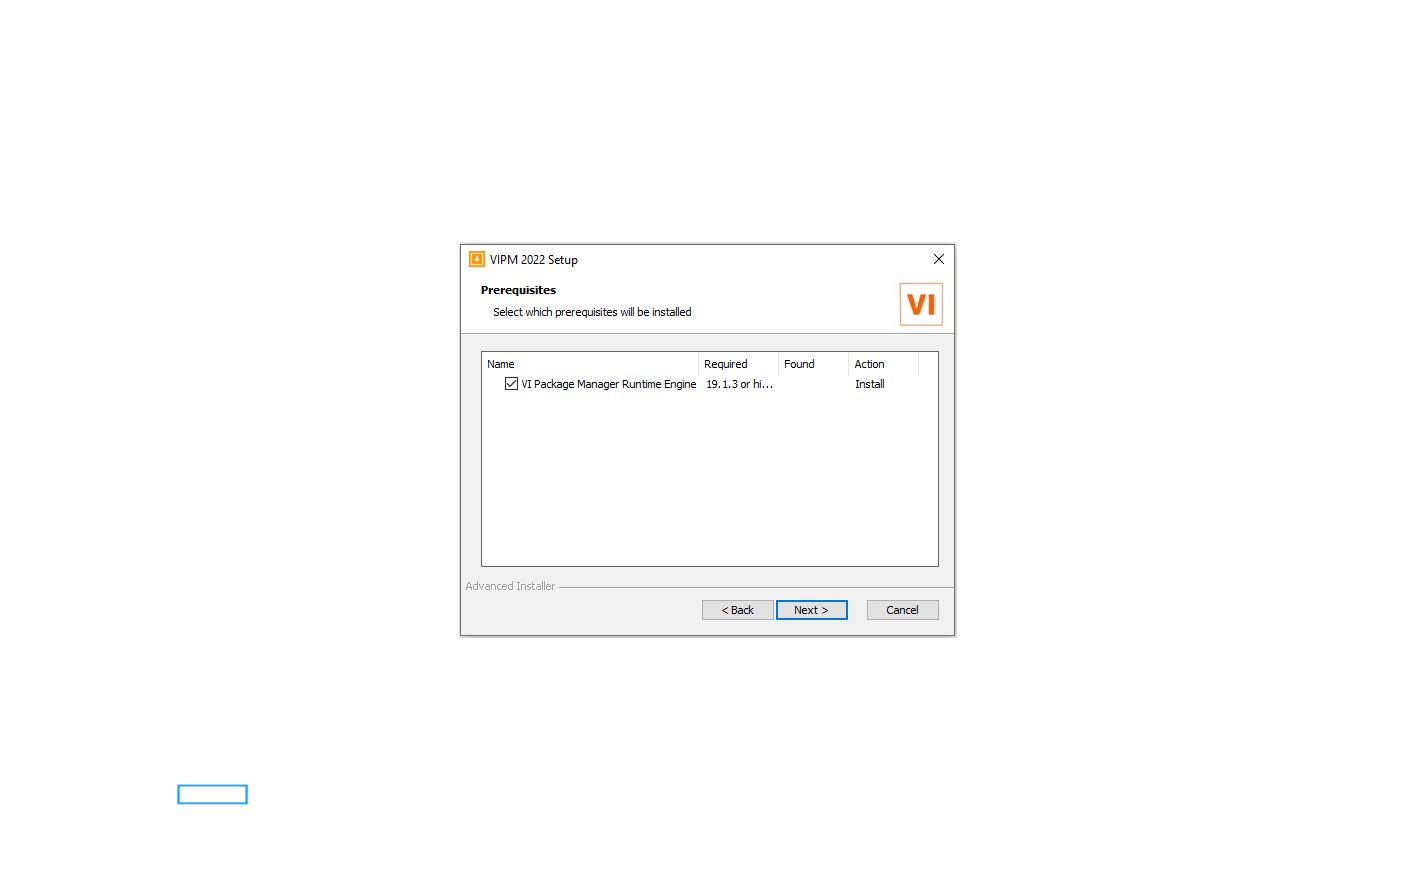 VIPM 2022 Setup
Prerequisites
Select which prerequisites will be installed
VI
Name Required Found Action
VI Package Manager Runtime Engine 19.1.3 or hi... Install
Advanced Installer
< Back Next > Cancel